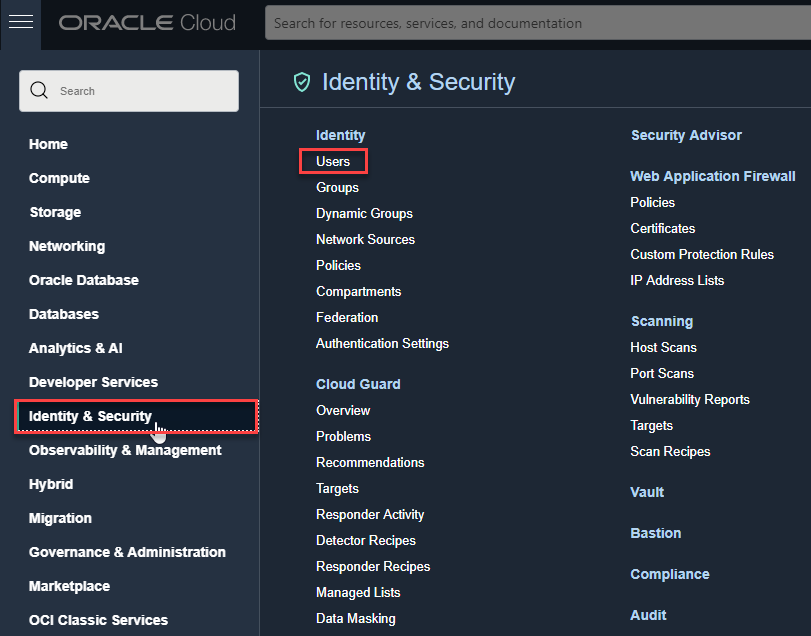 ORACLE Cloud
Search for resources, services, and documentation
Search
Home
Compute
Storage
Networking
Oracle Database
Databases
Analytics & AI
Developer Services
Identity & Security
Observability & Management
Hybrid
Migration
Governance & Administration
Marketplace
OCI Classic Services
Identity & Security
Identity
Users
Groups
Dynamic Groups
Network Sources
Policies
Compartments
Federation
Authentication Settings
Cloud Guard
Overview
Problems
Recommendations
Targets
Responder Activity
Detector Recipes
Responder Recipes
Managed Lists
Data Masking
Security Advisor
Web Application Firewall
Policies
Certificates
Custom Protection Rules
IP Address Lists
Scanning
Host Scans
Port Scans
Vulnerability Reports
Targets
Scan Recipes
Vault
Bastion
Compliance
Audit